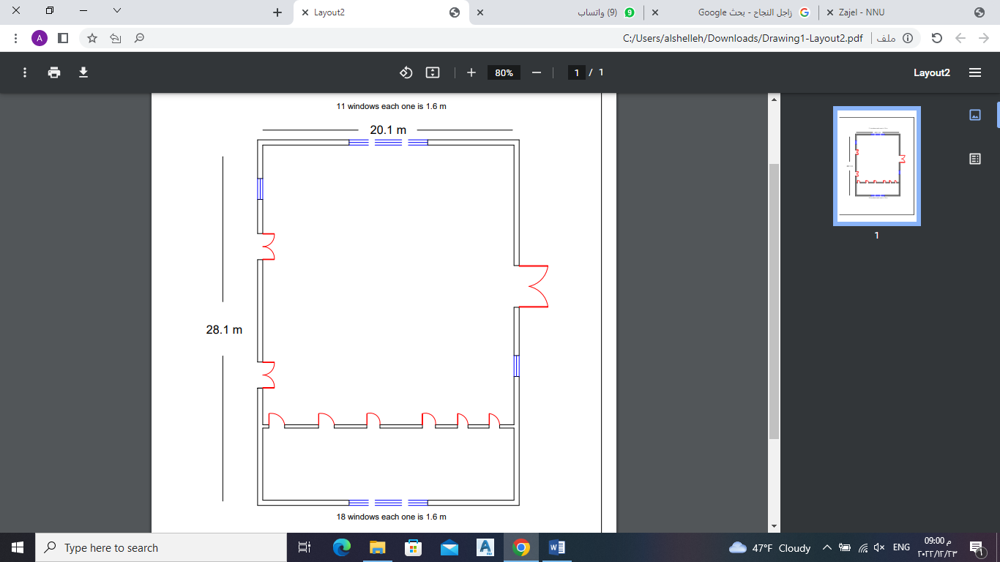 Layout2
(9) واتساب
زاجل النجاح - بحث Google
Zajel - NNU
A
C:/Users/alshelleh/Downloads/Drawing1-Layout2.pdf
ملف
80%
1 / 1
Layout2
11 windows each one is 1.6 m
20.1 m
28.1 m
18 windows each one is 1.6 m
1
Type here to search
47°F Cloudy
ENG
09:00 م
٢٠٢٢/١٢/٢٣